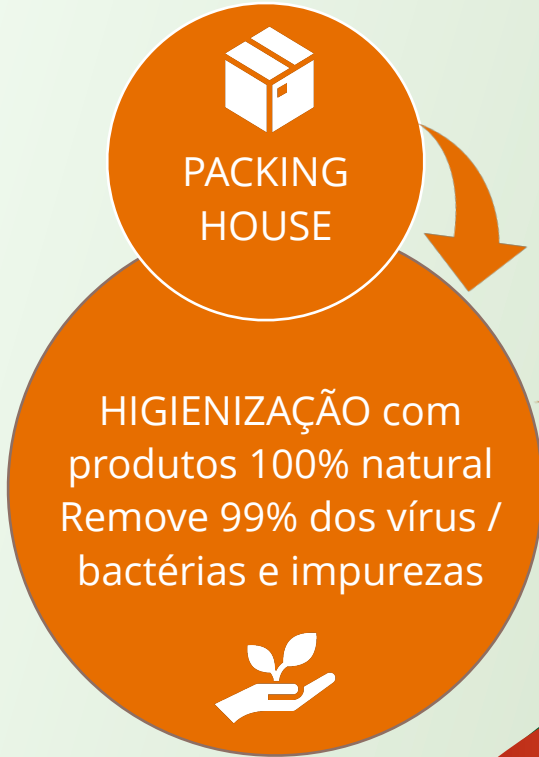 PACKING
HOUSE
HIGIENIZAÇÃO com
produtos 100% natural
Remove 99% dos vírus /
bactérias e impurezas